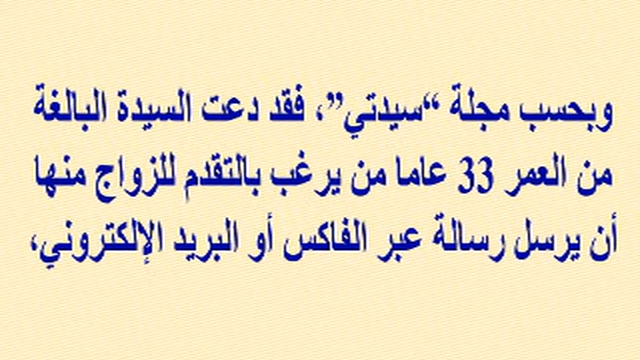 وبحسب مجلة “سيدتي”، فقد دعت السيدة البالغة
من العمر 33 عاما من يرغب بالتقدم للزواج منها
أن يرسل رسالة عبر الفاكس أو البريد الإلكتروني،